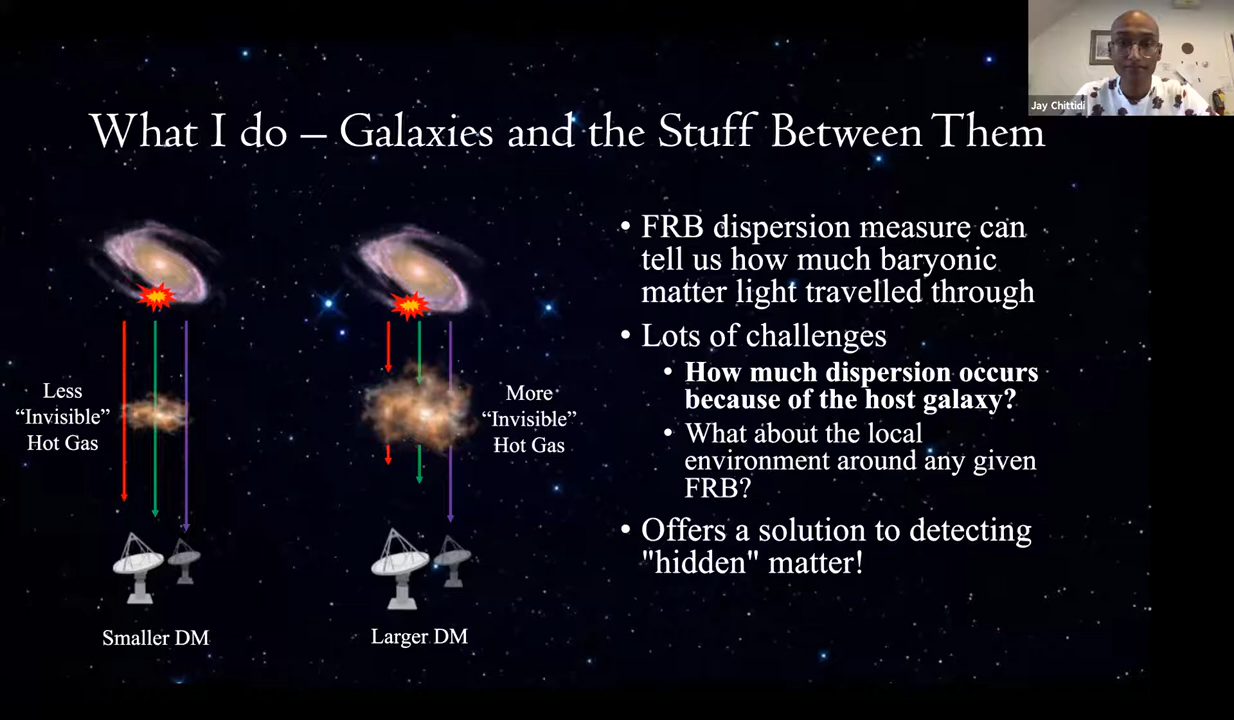 Jay Chittidi
What I do – Galaxies and the Stuff Between Them
Less
“Invisible”
Hot Gas
More
“Invisible”
Hot Gas
Smaller DM
Larger DM
• FRB dispersion measure can
tell us how much baryonic
matter light travelled through
• Lots of challenges
• How much dispersion occurs
because of the host galaxy?
• What about the local
environment around any given
FRB?
• Offers a solution to detecting
"hidden" matter!